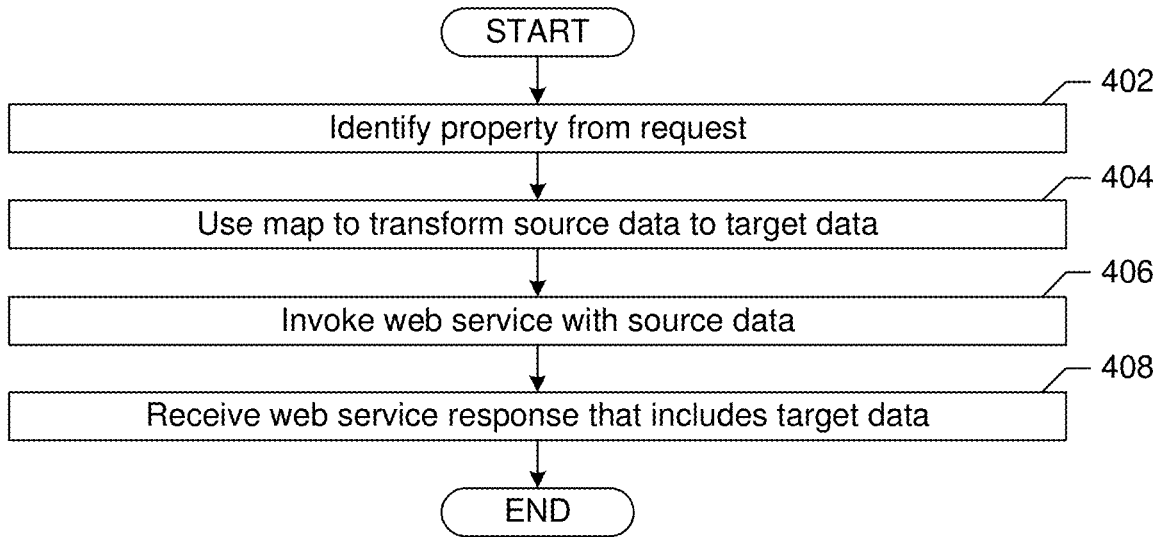 START
402
Identify property from request
404
Use map to transform source data to target data
406
Invoke web service with source data
408
Receive web service response that includes target data
END